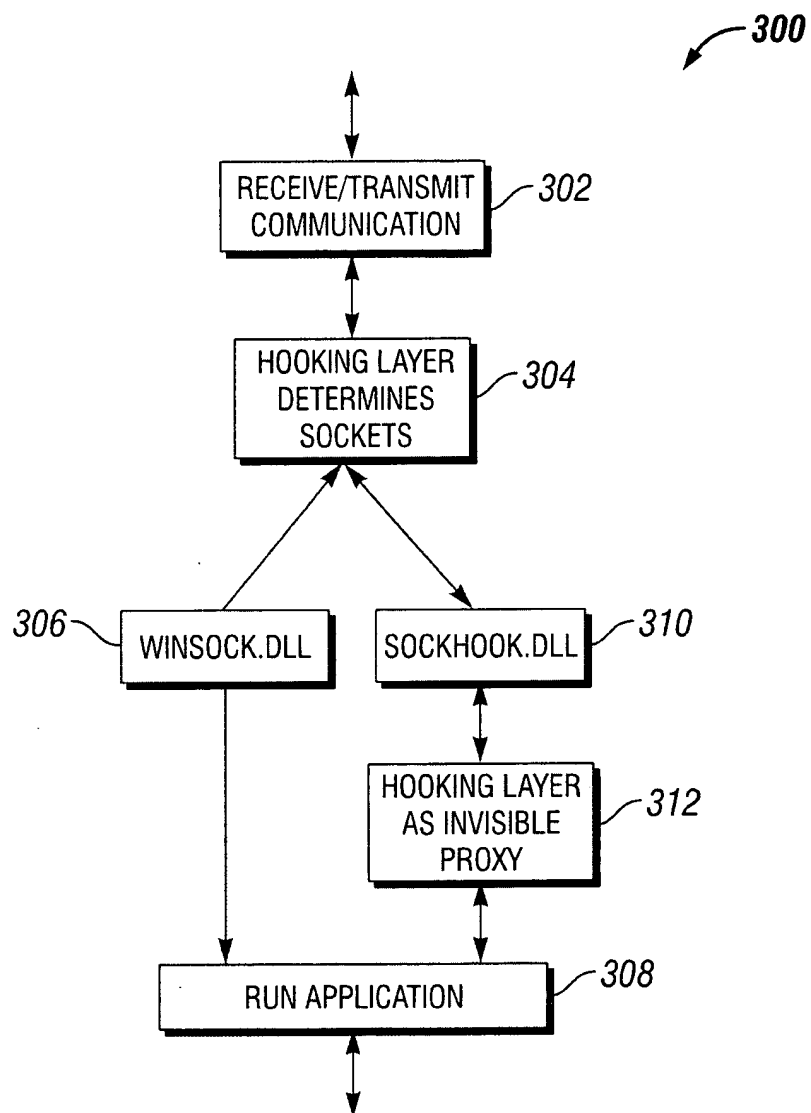 300
RECEIVE/TRANSMIT
COMMUNICATION
302
HOOKING LAYER
DETERMINES
SOCKETS
304
306
WINSOCK.DLL
SOCKHOOK.DLL
310
HOOKING LAYER
AS INVISIBLE
PROXY
312
RUN APPLICATION
308